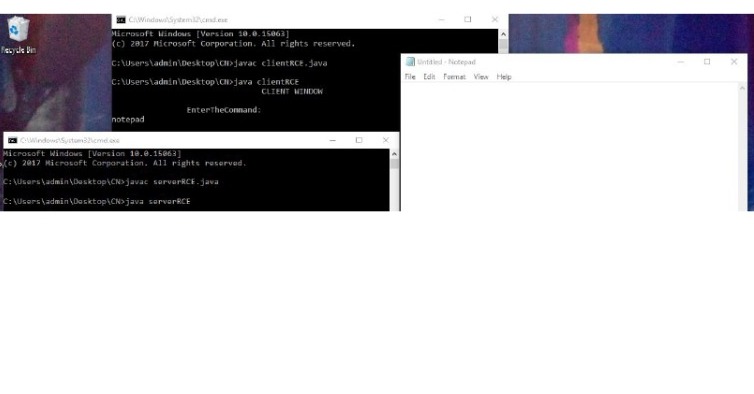 Recycle Bin
C:\Windows\System32\cmd.exe
Microsoft Windows [Version 10.0.15063]
(c) 2017 Microsoft Corporation. All rights reserved.
C:\Users\admin\Desktop\CN>javac clientRCE.java
C:\Users\admin\Desktop\CN>java clientRCE
CLIENT WINDOW
EnterTheCommand:
notepad
C:\Windows\System32\cmd.exe
Microsoft Windows [Version 10.0.15063]
(c) 2017 Microsoft Corporation. All rights reserved.
C:\Users\admin\Desktop\CN>javac serverRCE.java
C:\Users\admin\Desktop\CN>java serverRCE
Untitled - Notepad
File Edit Format View Help